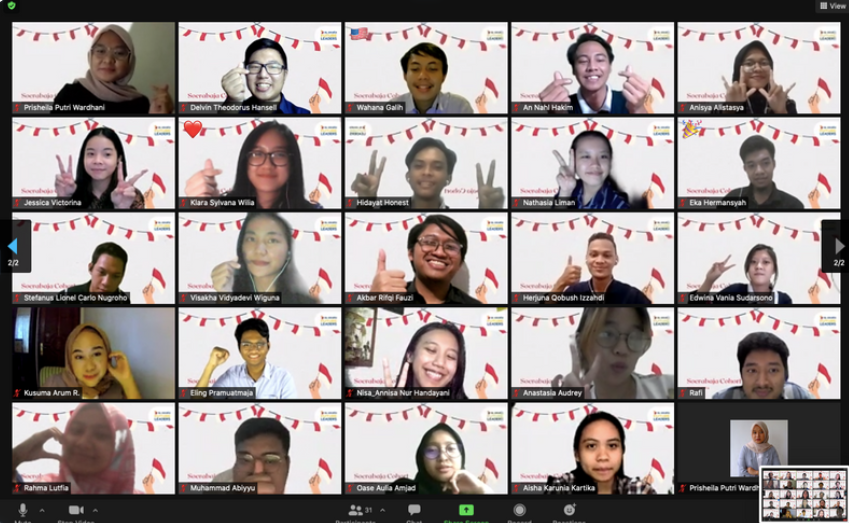 View
Prisheila Putri Wardhani
Delvin Theodorus Hansell
Wahana Galih
An Nahl Hakim
Anisya Alistasya
Jessica Victorina
Klara Sylvana Wilia
Hidayat Honest
Nathasia Liman
Eka Hermansyah
2/2
2/2
Stefanus Lionel Carlo Nugroho
Visakha Vidyadevi Wiguna
Akbar Rifqi Fauzi
Herjuna Qobush Izzahdi
Edwina Vania Sudarsono
Kusuma Arum R.
Eling Pramuatmaja
Nisa_Annisa Nur Handayani
Anastasia Audrey
Soerabaja Cohort
Rafi
Rahma Lutfia
Muhammad Abiyyu
Oase Aulia Amjad
Aisha Karunia Kartika
Prisheila Putri Wardh
31